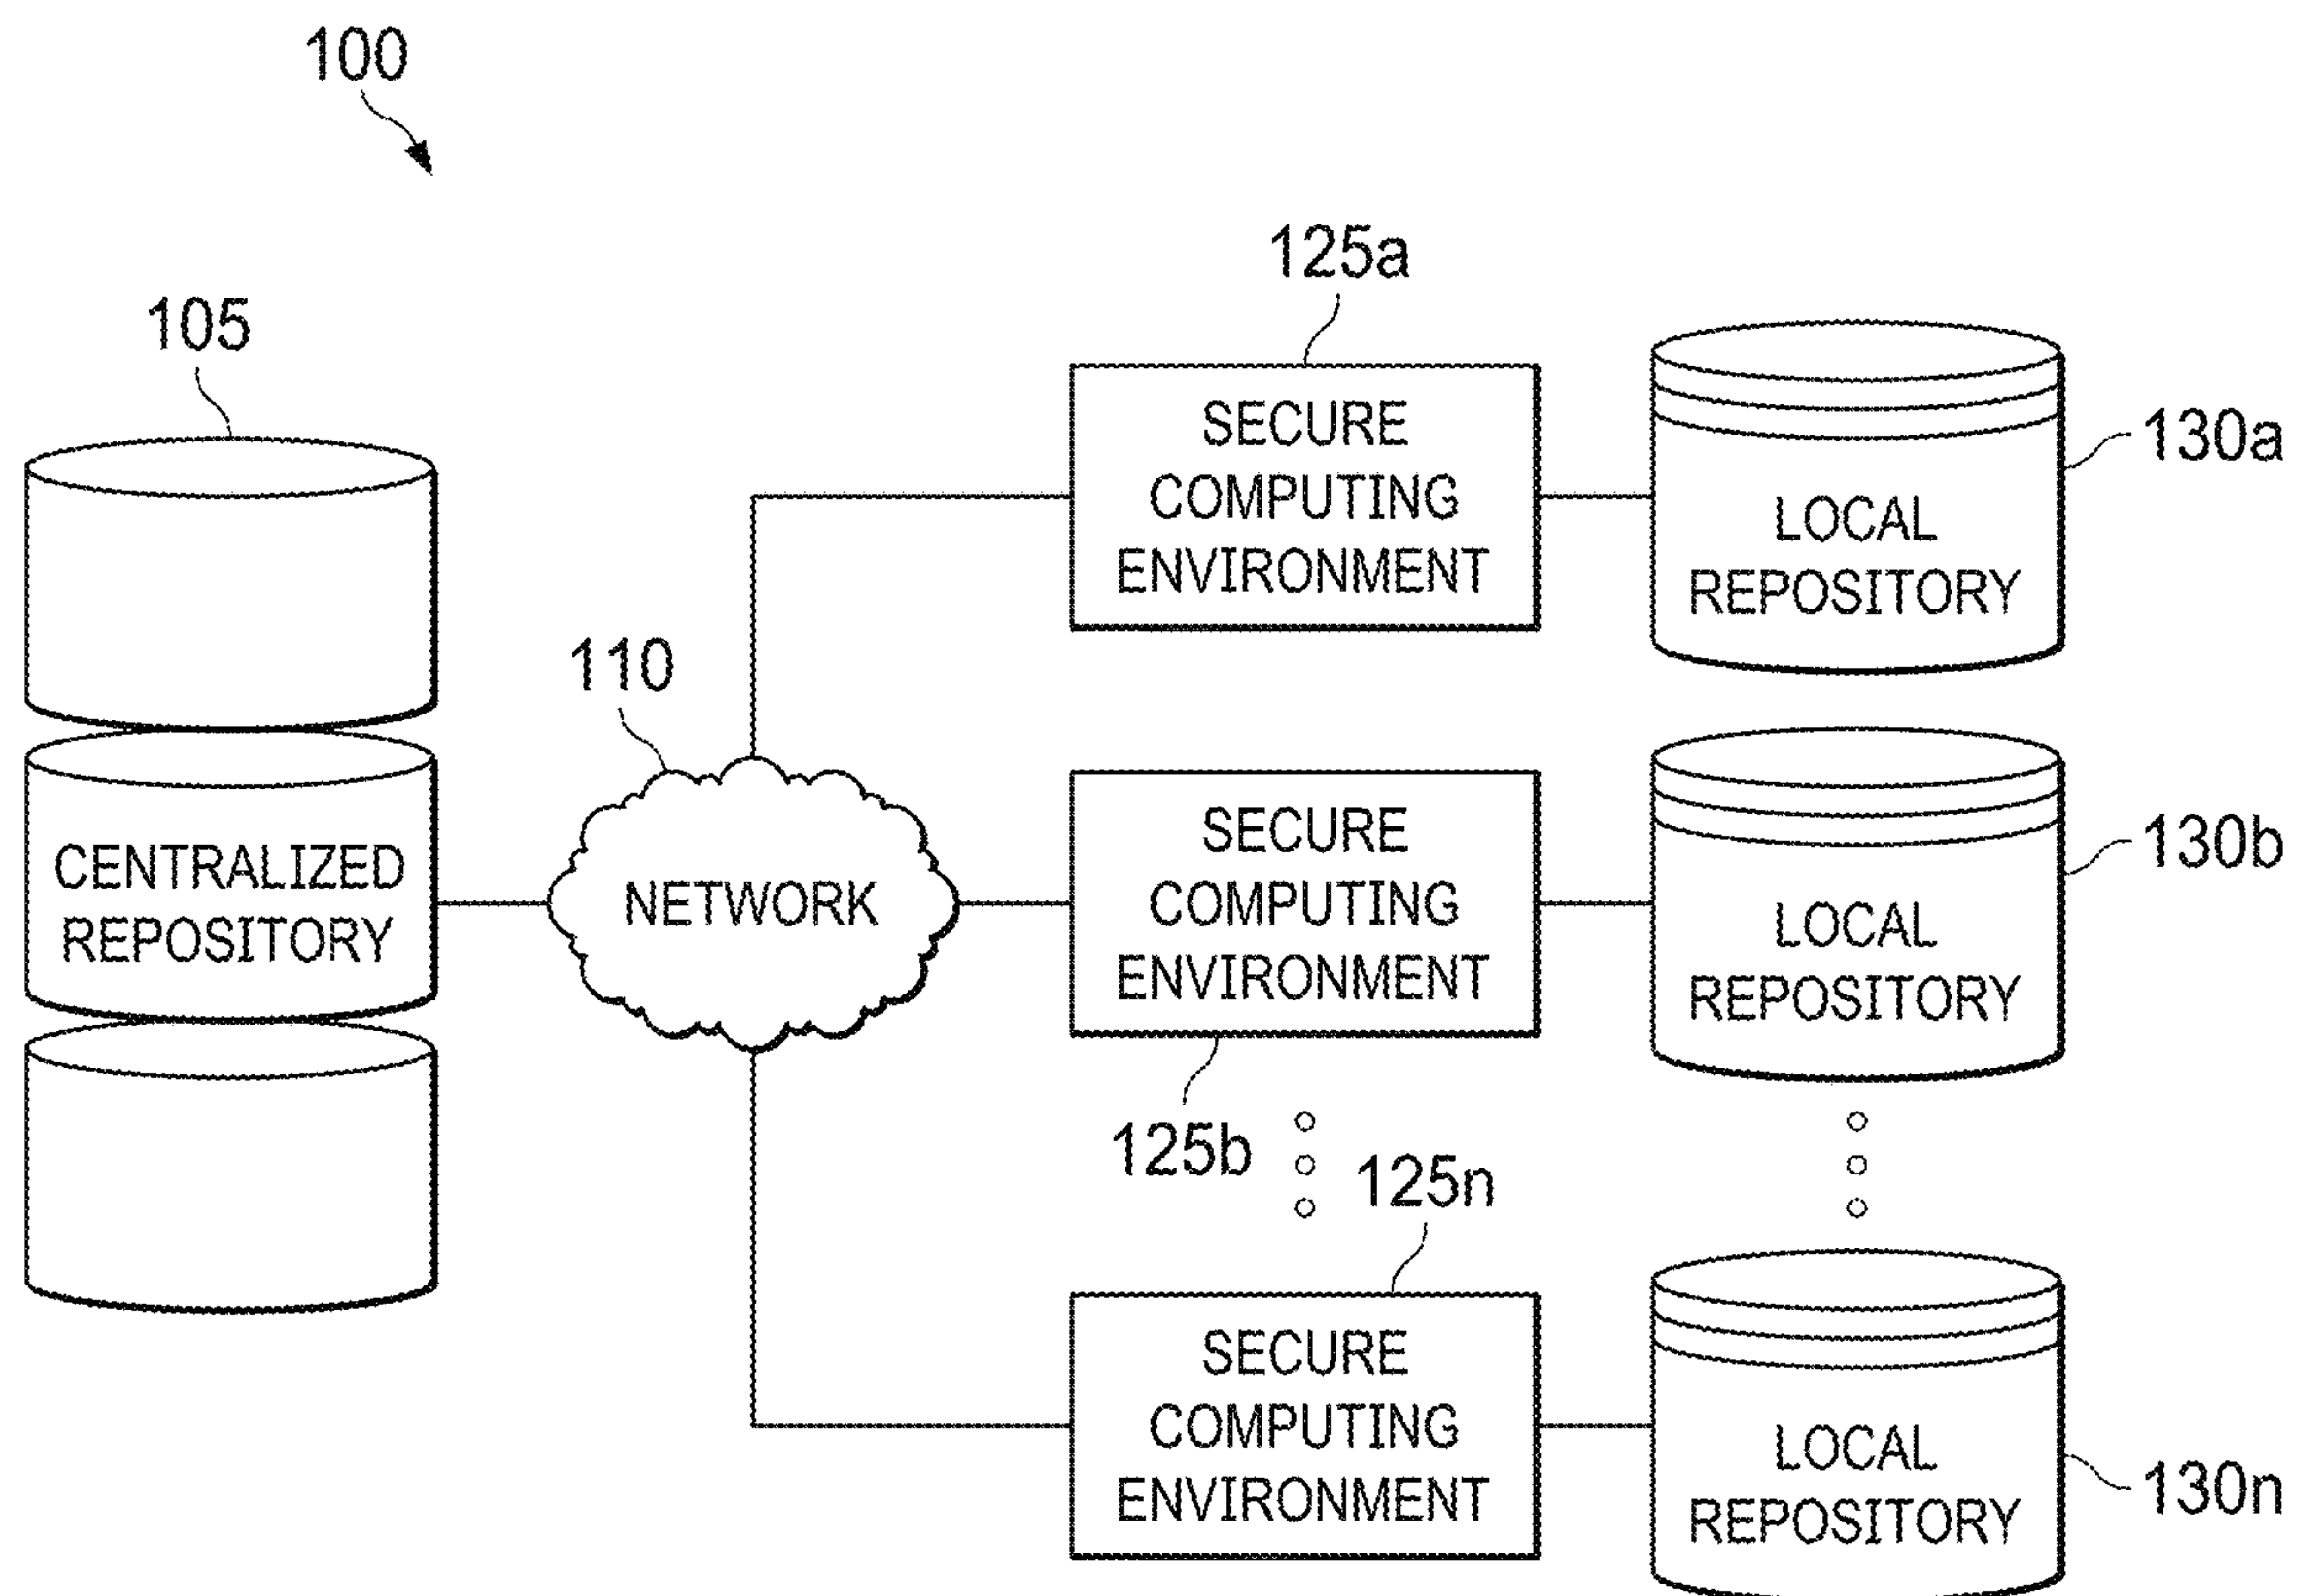 100
105
CENTRALIZED
REPOSITORY
110
NETWORK
125a
SECURE
COMPUTING
ENVIRONMENT
130a
LOCAL
REPOSITORY
SECURE
COMPUTING
ENVIRONMENT
125b
130b
LOCAL
REPOSITORY
125n
SECURE
COMPUTING
ENVIRONMENT
LOCAL
REPOSITORY
130n